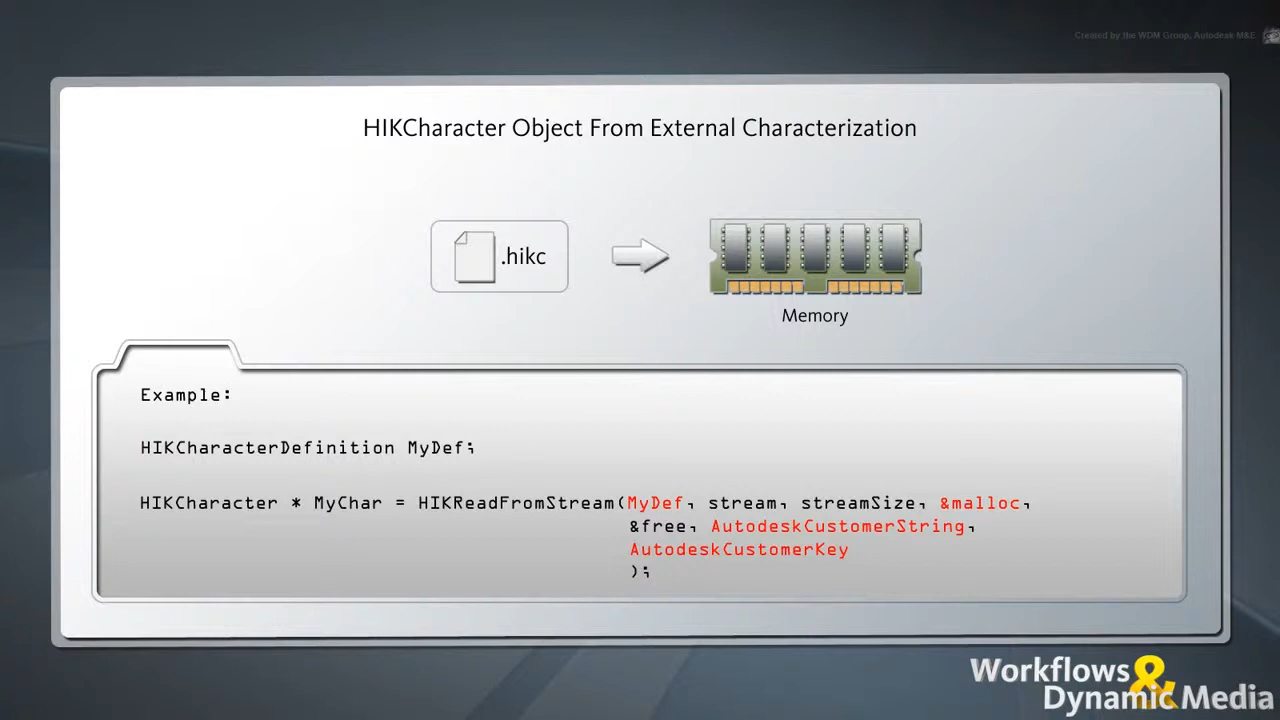 Created by the WDM Group, Autodesk M&E
HIKCharacter Object From External Characterization
.hikc
Memory
Example:
HIKCharacterDefinition MyDef;
HIKCharacter * MyChar = HIKReadFromStream(MyDef, stream, streamSize, &malloc,
&free, AutodeskCustomerString,
AutodeskCustomerKey
);
Workflows &
Dynamic Media